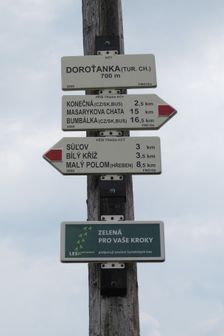 DOROŤANKA (TUR. CH.)
700 m
KONEČNÁ (CZ/SK,BUS) 2,5 km
MASARYKOVA CHATA 15 km
BUMBÁLKA (CZ/SK,BUS) 16,5 km
SÚĽOV 3 km
BÍLÝ KŘÍŽ 3,5 km
MALÝ POLOM (HŘEBEN) 8,5 km
ZELENÁ
PRO VAŠE KROKY